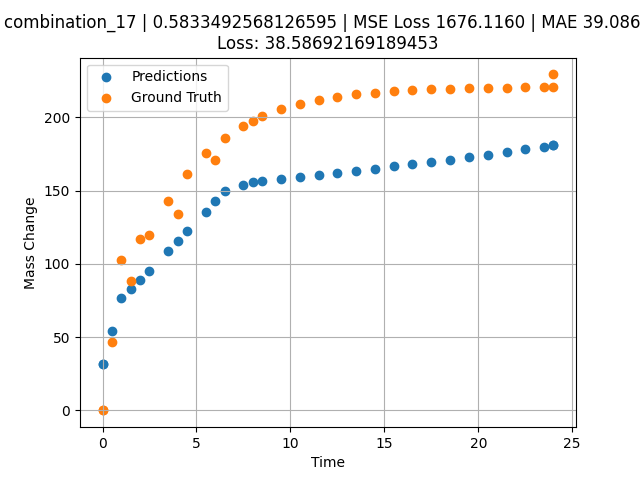 combination_17 | 0.5833492568126595 | MSE Loss 1676.1160 | MAE 39.086
Loss: 38.58692169189453
Predictions
Ground Truth
Mass Change
200
150
100
50
0
0 5 10 15 20 25
Time